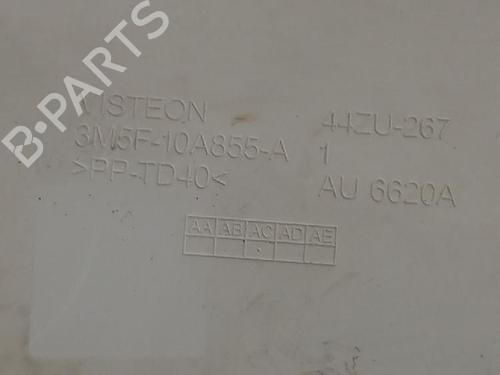 VISTEON 44ZU-267
3M5F-10A855-A 1
>PP-TD40< AU 6620A
AA AB AC AD AE
B-PARTS